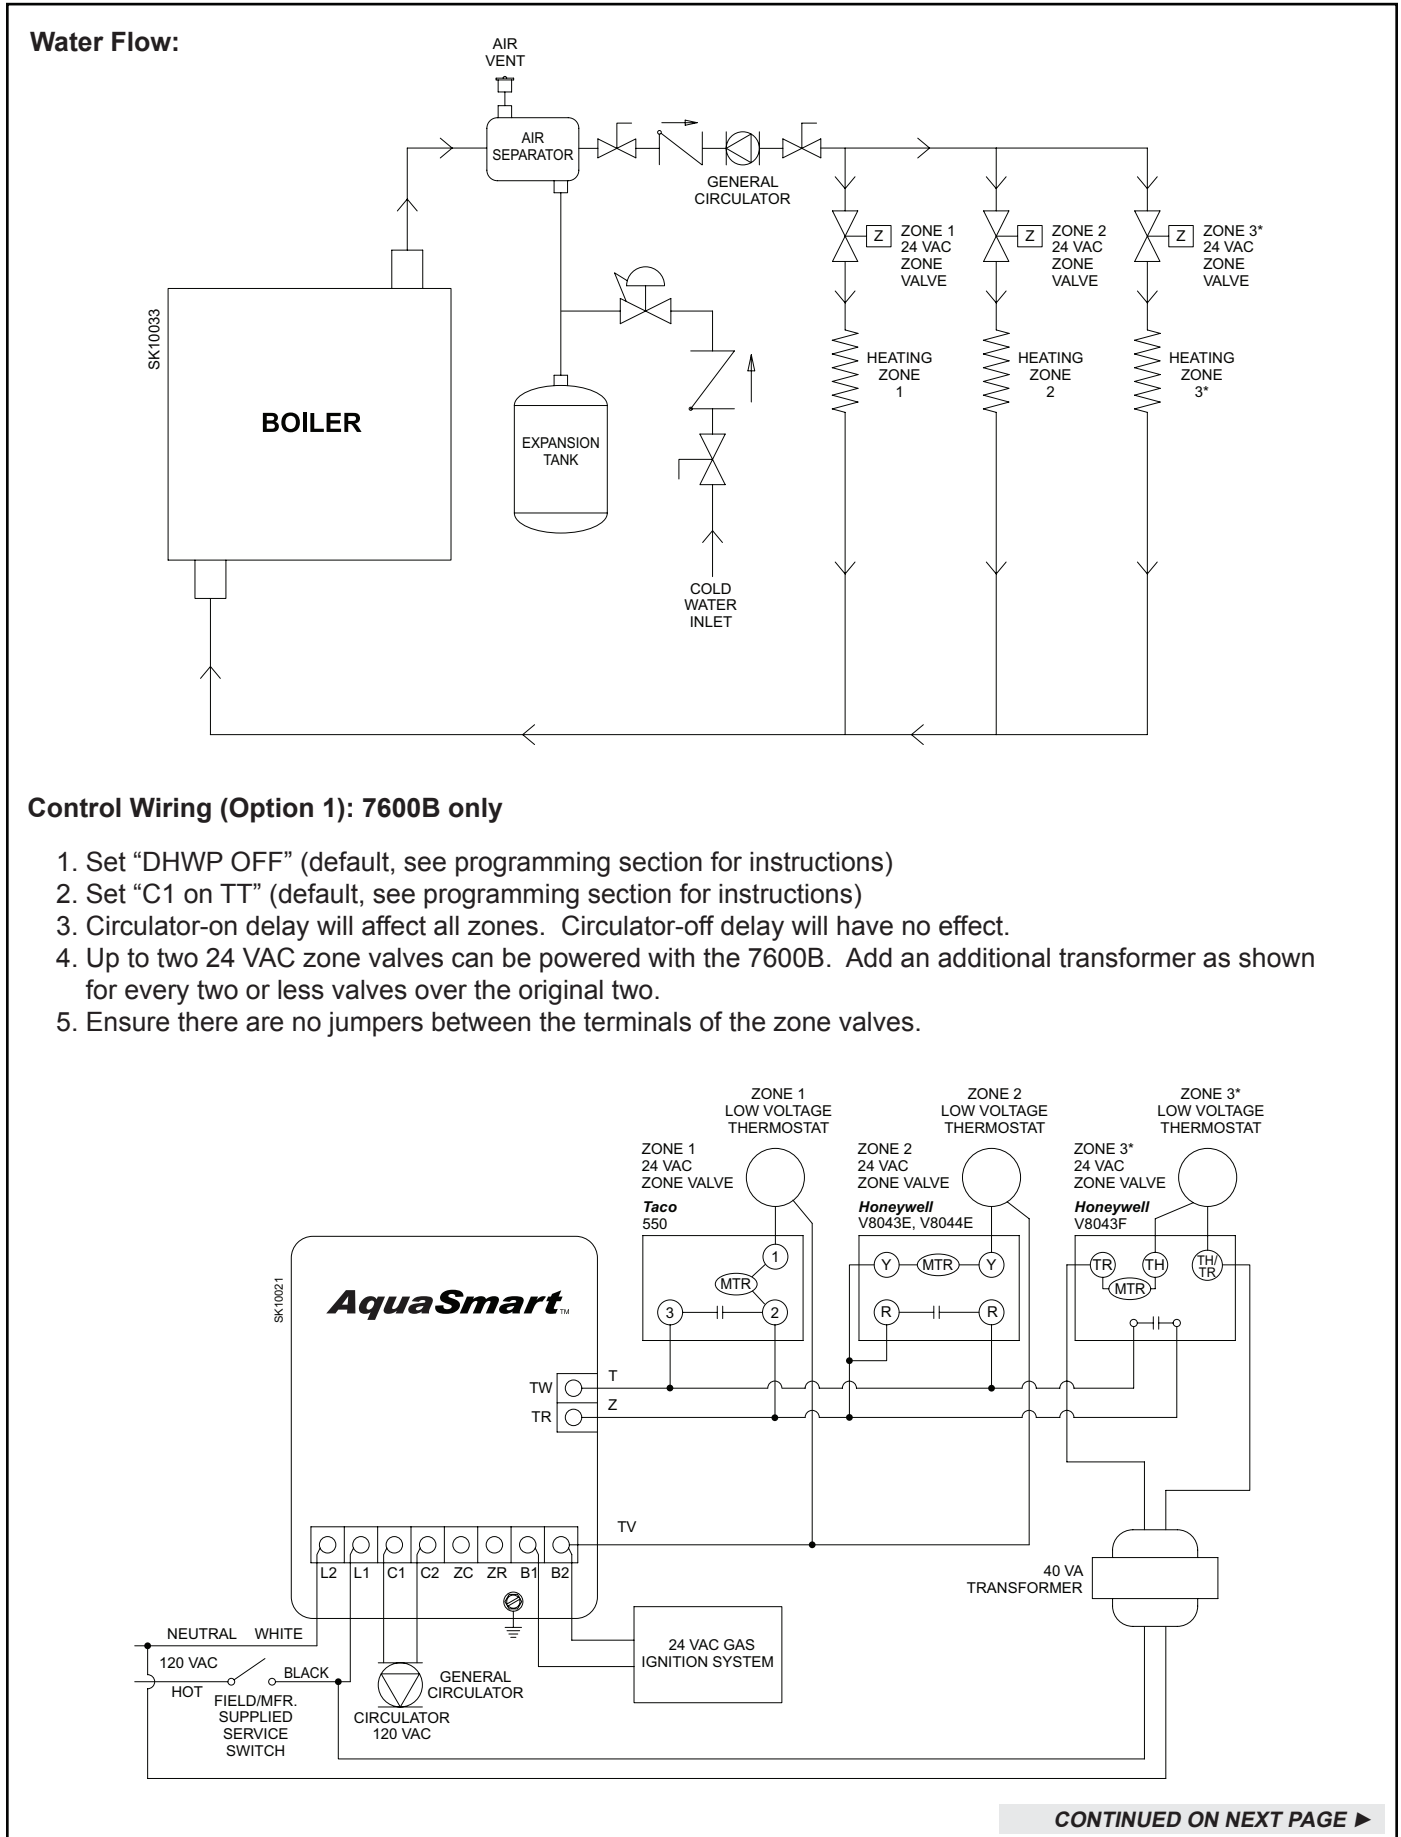 Water Flow:
AIR
VENT
AIR
SEPARATOR
GENERAL
CIRCULATOR
Z
ZONE 1
24 VAC
ZONE
VALVE
Z
ZONE 2
24 VAC
ZONE
VALVE
Z
ZONE 3*
24 VAC
ZONE
VALVE
SK10033
BOILER
EXPANSION
TANK
HEATING
ZONE
1
HEATING
ZONE
2
HEATING
ZONE
3*
COLD
WATER
INLET
Control Wiring (Option 1): 7600B only
1. Set “DHWP OFF” (default, see programming section for instructions)
2. Set “C1 on TT” (default, see programming section for instructions)
3. Circulator-on delay will affect all zones. Circulator-off delay will have no effect.
4. Up to two 24 VAC zone valves can be powered with the 7600B. Add an additional transformer as shown
for every two or less valves over the original two.
5. Ensure there are no jumpers between the terminals of the zone valves.
ZONE 1
LOW VOLTAGE
THERMOSTAT
ZONE 2
LOW VOLTAGE
THERMOSTAT
ZONE 3*
LOW VOLTAGE
THERMOSTAT
ZONE 1
24 VAC
ZONE VALVE
Taco
550
ZONE 2
24 VAC
ZONE VALVE
Honeywell
V8043E, V8044E
ZONE 3*
24 VAC
ZONE VALVE
Honeywell
V8043F
1
MTR
3
2
Y
MTR
Y
R
R
TR
TH
TH/
TR
MTR
SK10021
AquaSmart™
TW
T
TR
Z
TV
L2 L1 C1 C2 ZC ZR B1 B2
40 VA
TRANSFORMER
NEUTRAL WHITE
120 VAC
HOT
BLACK
FIELD/MFR.
SUPPLIED
SERVICE
SWITCH
GENERAL
CIRCULATOR
CIRCULATOR
120 VAC
24 VAC GAS
IGNITION SYSTEM
CONTINUED ON NEXT PAGE ►